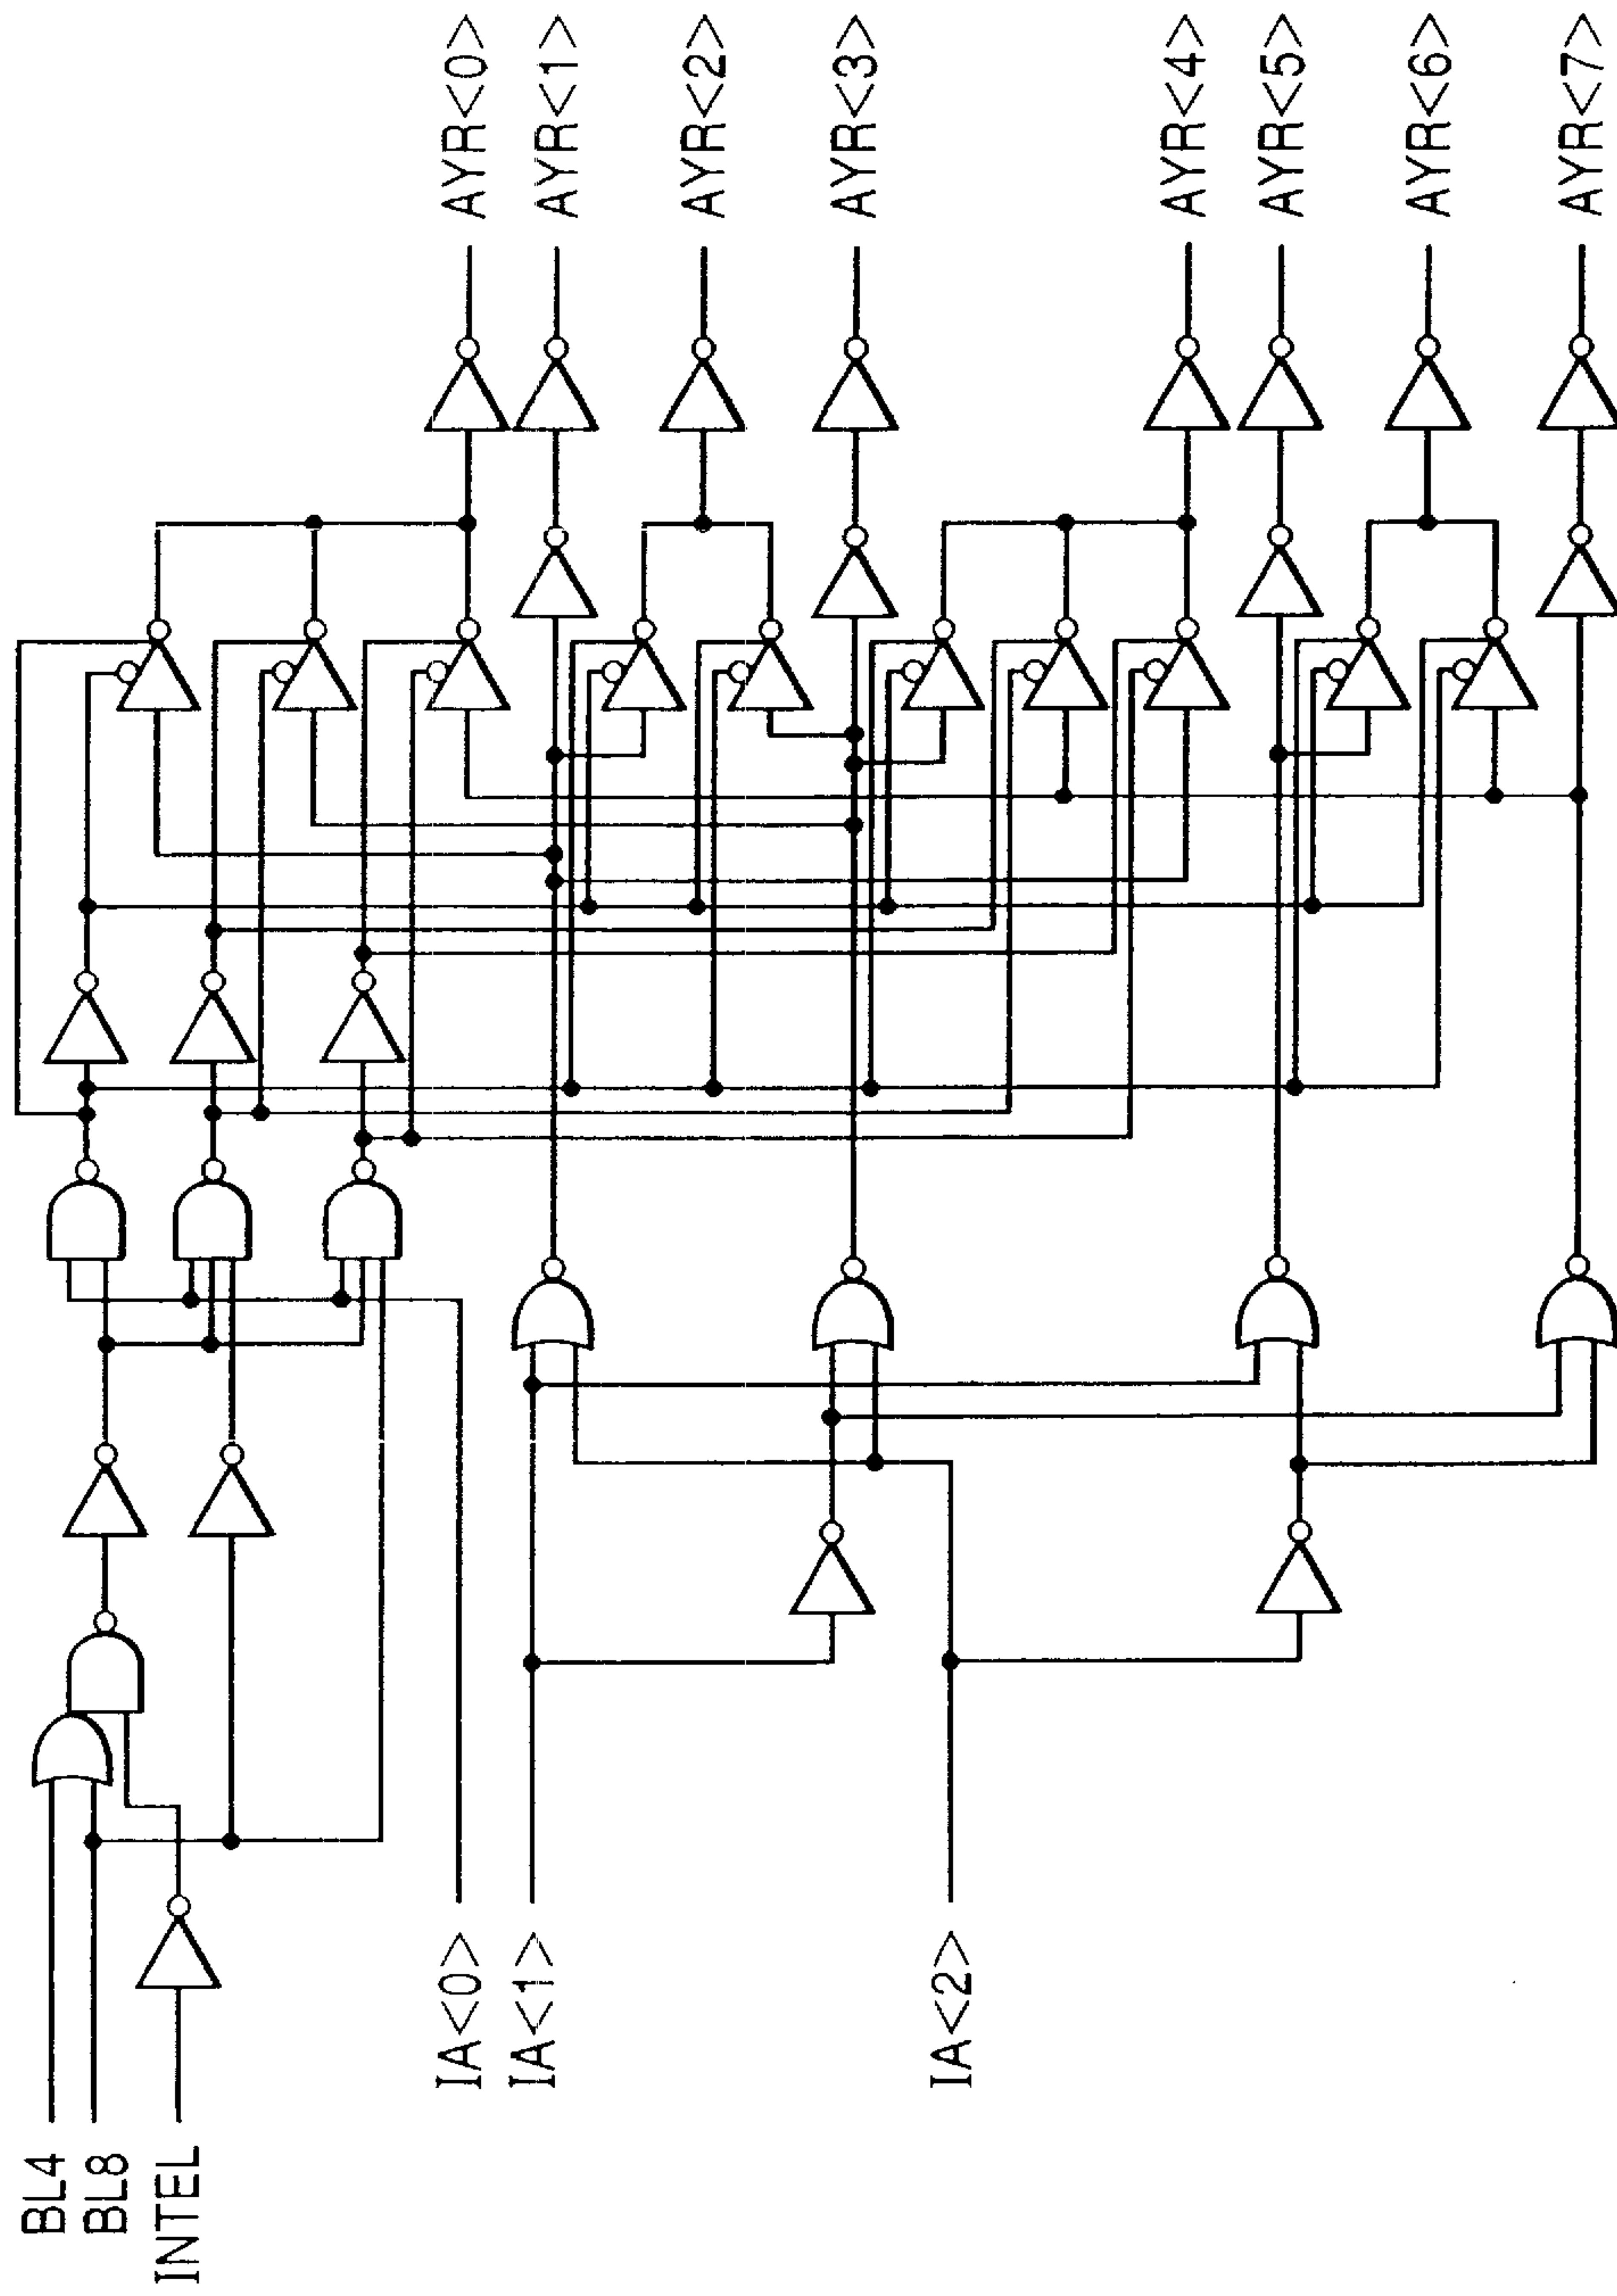 BL4
BL8
INTEL
IA<0>
IA<1>
IA<2>
AYR<0>
AYR<1>
AYR<2>
AYR<3>
AYR<4>
AYR<5>
AYR<6>
AYR<7>